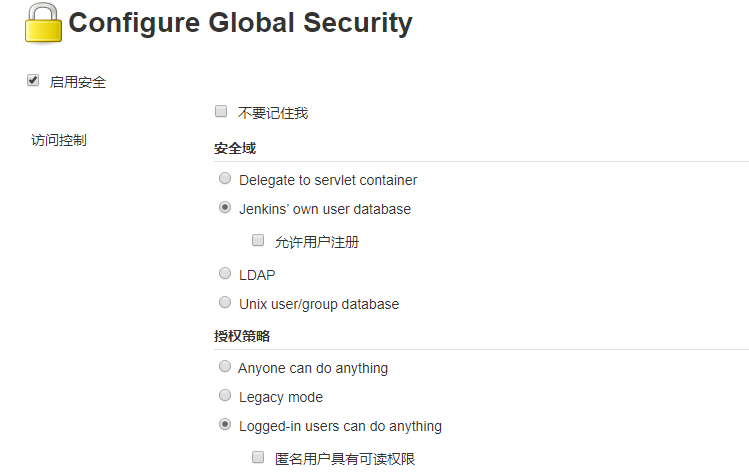 Configure Global Security
启用安全
不要记住我
访问控制
安全域
Delegate to servlet container
Jenkins’ own user database
允许用户注册
LDAP
Unix user/group database
授权策略
Anyone can do anything
Legacy mode
Logged-in users can do anything
匿名用户具有可读权限